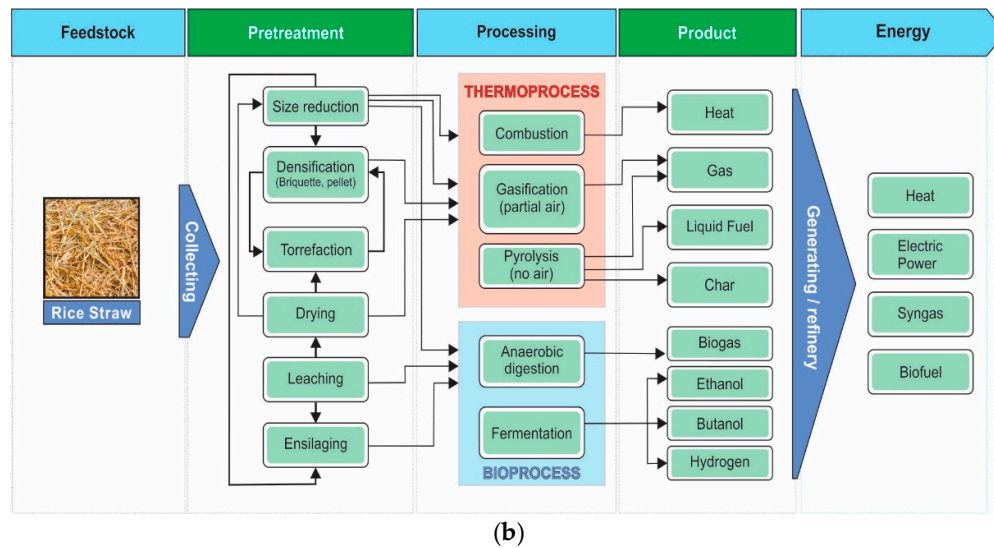 Feedstock
Pretreatment
Processing
Product
Energy
Rice Straw
Collecting
Size reduction
Densification
(Briquette, pellet)
Torrefaction
Drying
Leaching
Ensilaging
THERMOPROCESS
Combustion
Gasification
(partial air)
Pyrolysis
(no air)
Anaerobic
digestion
Fermentation
BIOPROCESS
Heat
Gas
Liquid Fuel
Char
Biogas
Ethanol
Butanol
Hydrogen
Generating / refinery
Heat
Electric
Power
Syngas
Biofuel
(b)